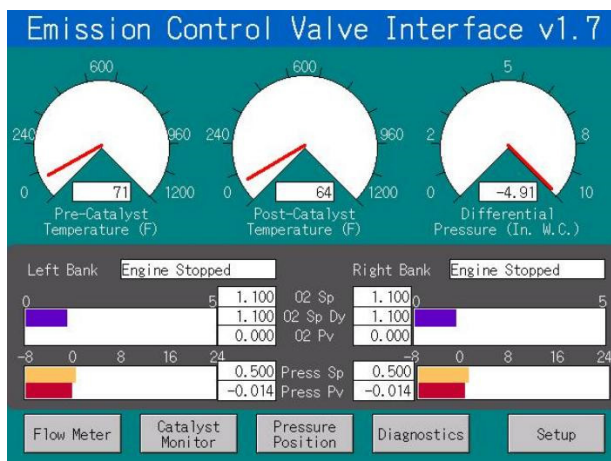 Emission Control Valve Interface v1.7
600 600 5
240 960 240 960 2 8
0 71 1200 0 64 1200 0 -4.91 10
Pre-Catalyst Post-Catalyst Differential
Temperature (F) Temperature (F) Pressure (In. W.C.)
Left Bank Engine Stopped Right Bank Engine Stopped
0 5 1.100 O2 Sp 1.100 0 5
1.100 O2 Sp Dy 1.100
0.000 O2 Pv 0.000
-8 0 8 16 24 -8 0 8 16 24
0.500 Press Sp 0.500
-0.014 Press Pv -0.014
Flow Meter Catalyst Monitor Pressure Position Diagnostics Setup